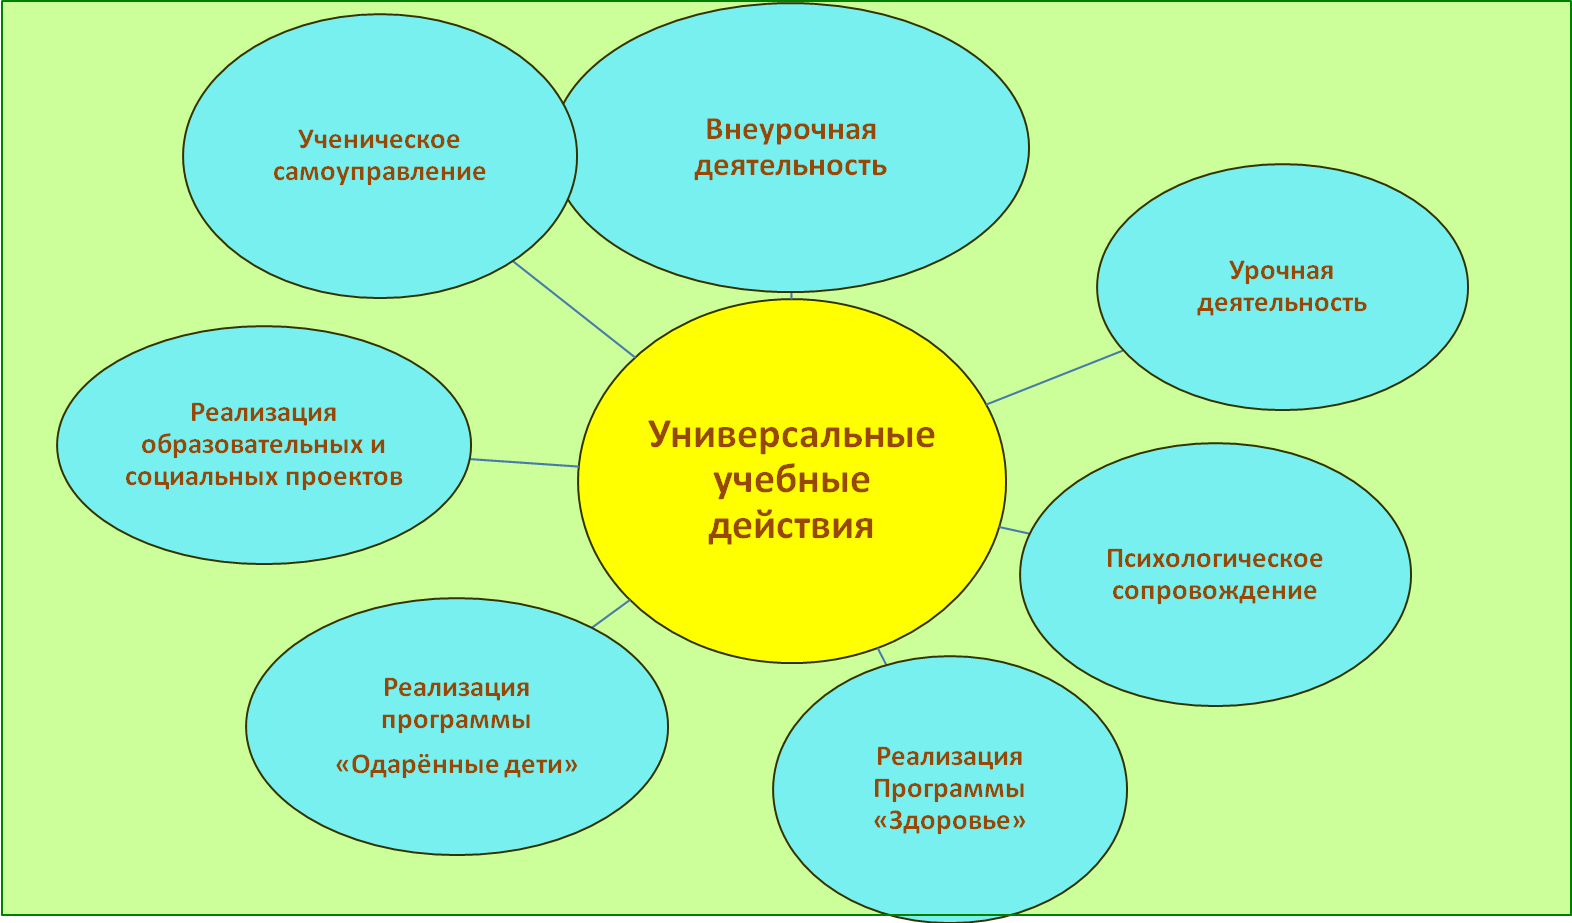 Ученическое
самоуправление
Внеурочная
деятельность
Урочная
деятельность
Реализация
образовательных и
социальных проектов
Универсальные
учебные
действия
Психологическое
сопровождение
Реализация
программы
«Одарённые дети»
Реализация
Программы
«Здоровье»